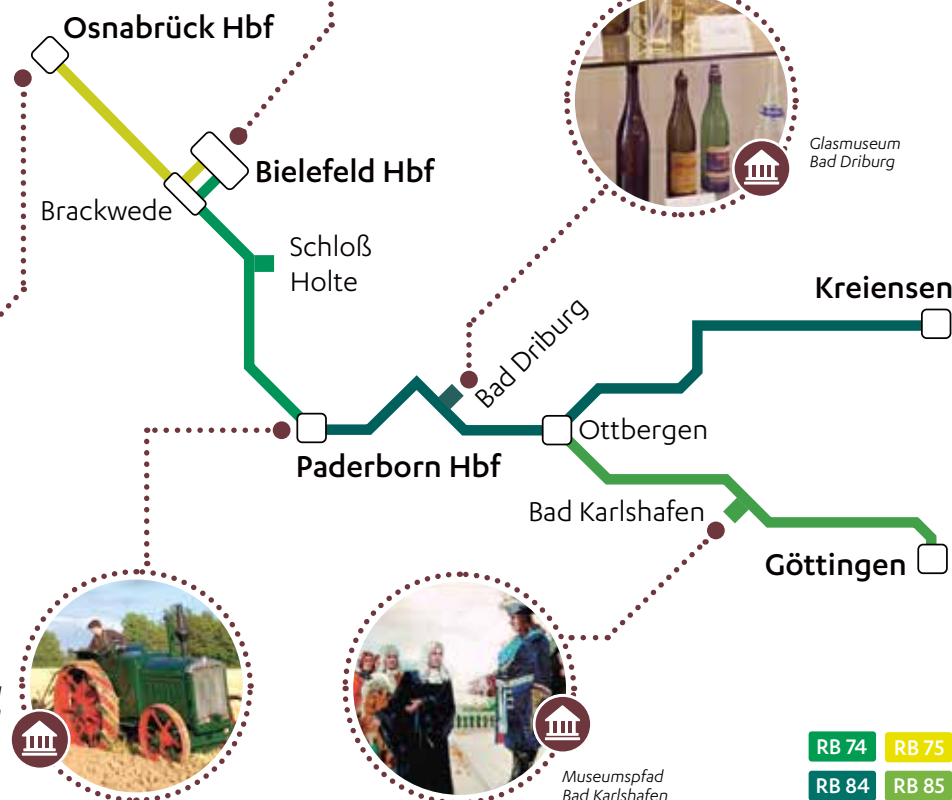 Osnabrück Hbf
Bielefeld Hbf
Brackwede
Schloß
Holte
Glasmuseum
Bad Driburg
Kreiensen
Bad Driburg
Ottbergen
Paderborn Hbf
Bad Karlshafen
Göttingen
Museumspfad
Bad Karlshafen
RB 74 RB 75
RB 84 RB 85